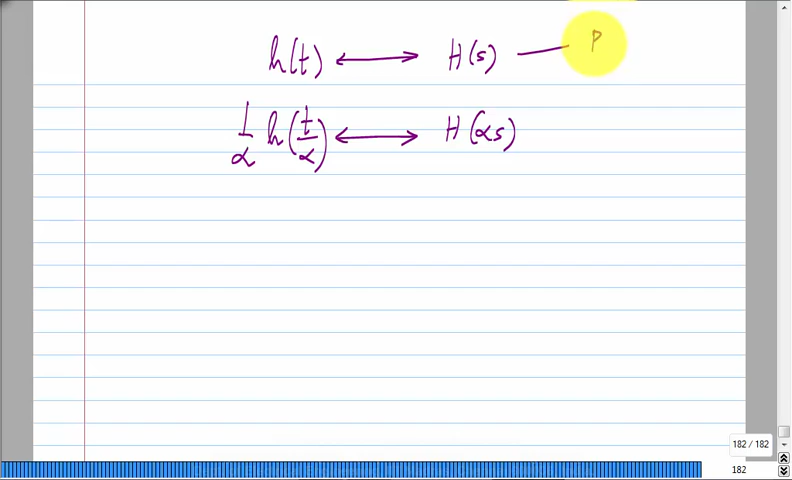 h(t) ⟷ H(s) — P
1/α h(t/α) ⟷ H(αs)
182 / 182
182